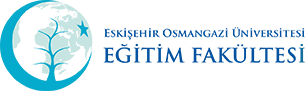 Eskişehir Osmangazi Üniversitesi
EĞİTİM FAKÜLTESİ